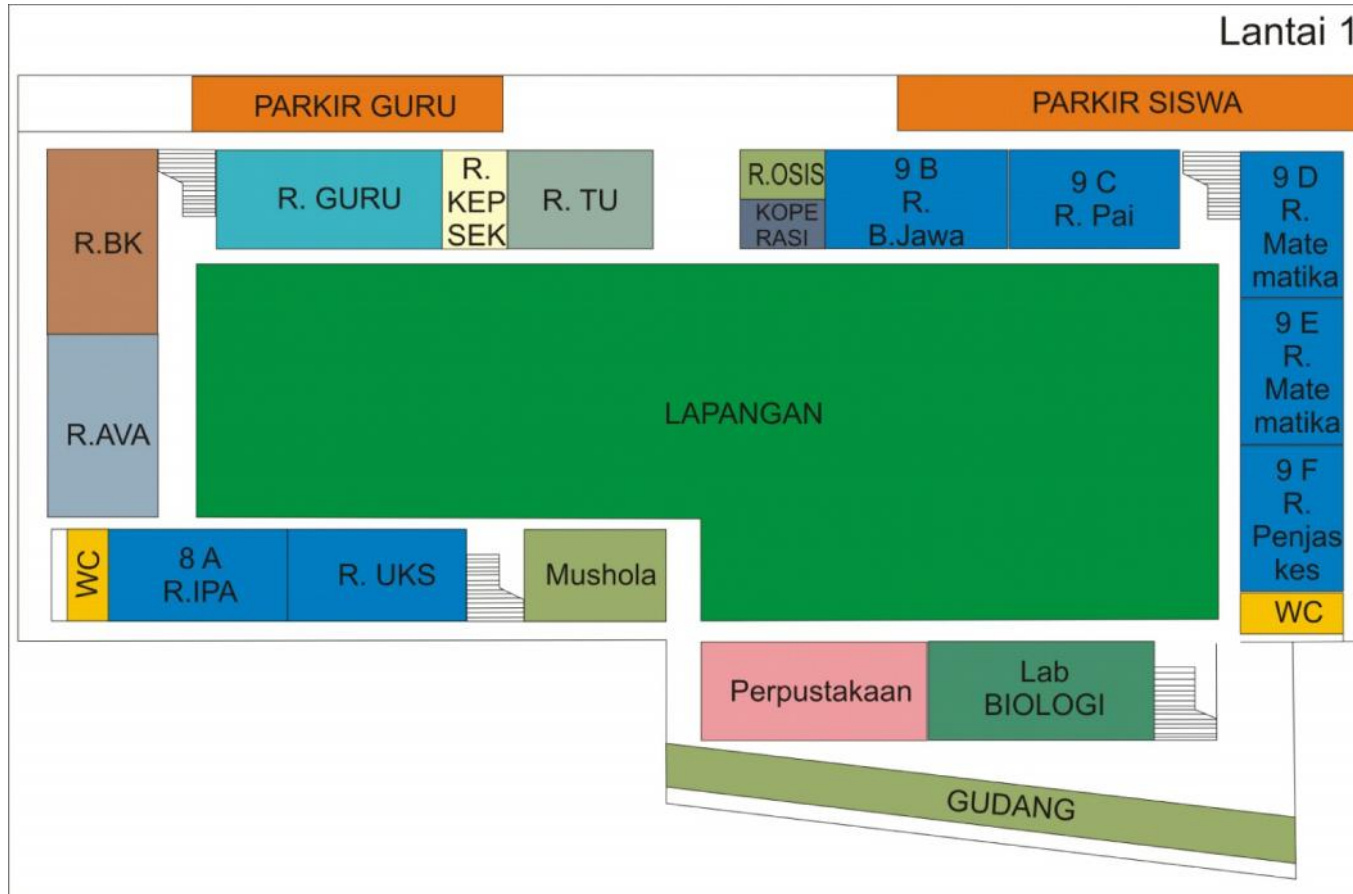 Lantai 1
PARKIR GURU
PARKIR SISWA
R.BK
R. GURU
R.
KEP
SEK
R. TU
R.OSIS
KOPE
RASI
9 B
R.
B.Jawa
9 C
R. Pai
9 D
R.
Mate
matika
R.AVA
LAPANGAN
9 E
R.
Mate
matika
9 F
R.
Penjas
kes
WC
WC
8 A
R.IPA
R. UKS
Mushola
Perpustakaan
Lab
BIOLOGI
GUDANG